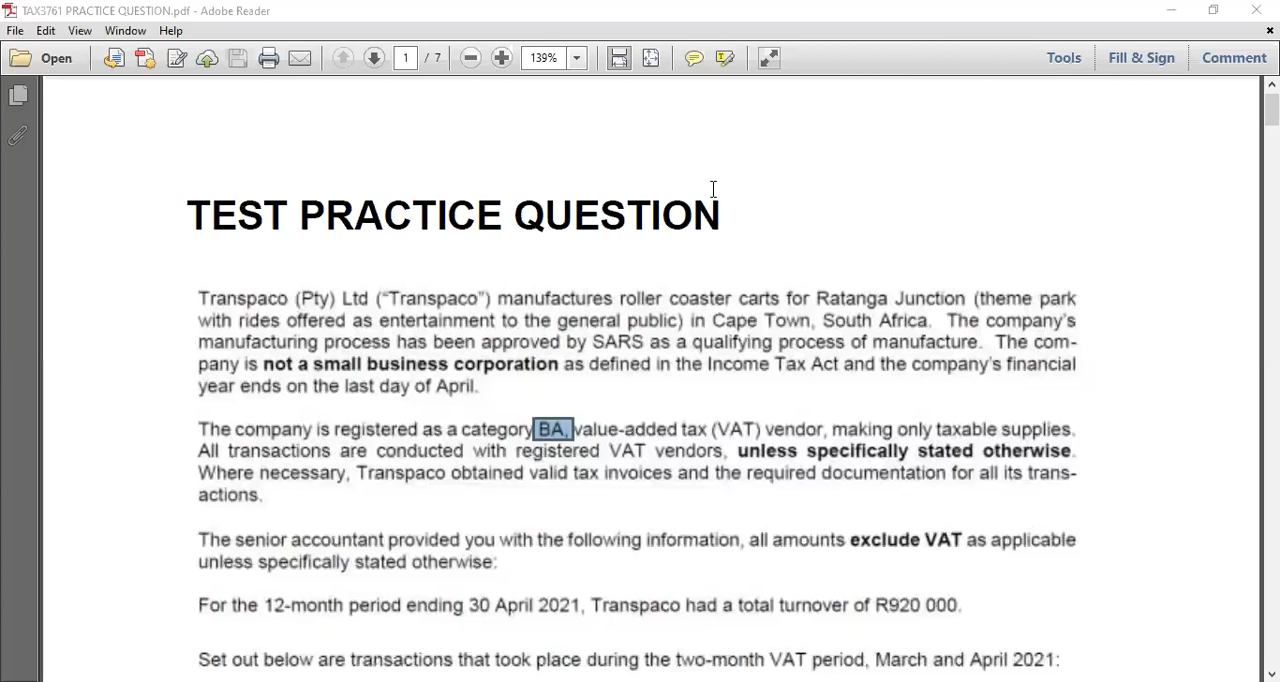 TAX3761 PRACTICE QUESTION.pdf - Adobe Reader
File Edit View Window Help
Open 1 / 7 139% Tools Fill & Sign Comment
TEST PRACTICE QUESTION
Transpaco (Pty) Ltd (“Transpaco”) manufactures roller coaster carts for Ratanga Junction (theme park
with rides offered as entertainment to the general public) in Cape Town, South Africa. The company’s
manufacturing process has been approved by SARS as a qualifying process of manufacture. The com-
pany is not a small business corporation as defined in the Income Tax Act and the company’s financial
year ends on the last day of April.
The company is registered as a category BA, value-added tax (VAT) vendor, making only taxable supplies.
All transactions are conducted with registered VAT vendors, unless specifically stated otherwise.
Where necessary, Transpaco obtained valid tax invoices and the required documentation for all its trans-
actions.
The senior accountant provided you with the following information, all amounts exclude VAT as applicable
unless specifically stated otherwise:
For the 12-month period ending 30 April 2021, Transpaco had a total turnover of R920 000.
Set out below are transactions that took place during the two-month VAT period, March and April 2021: